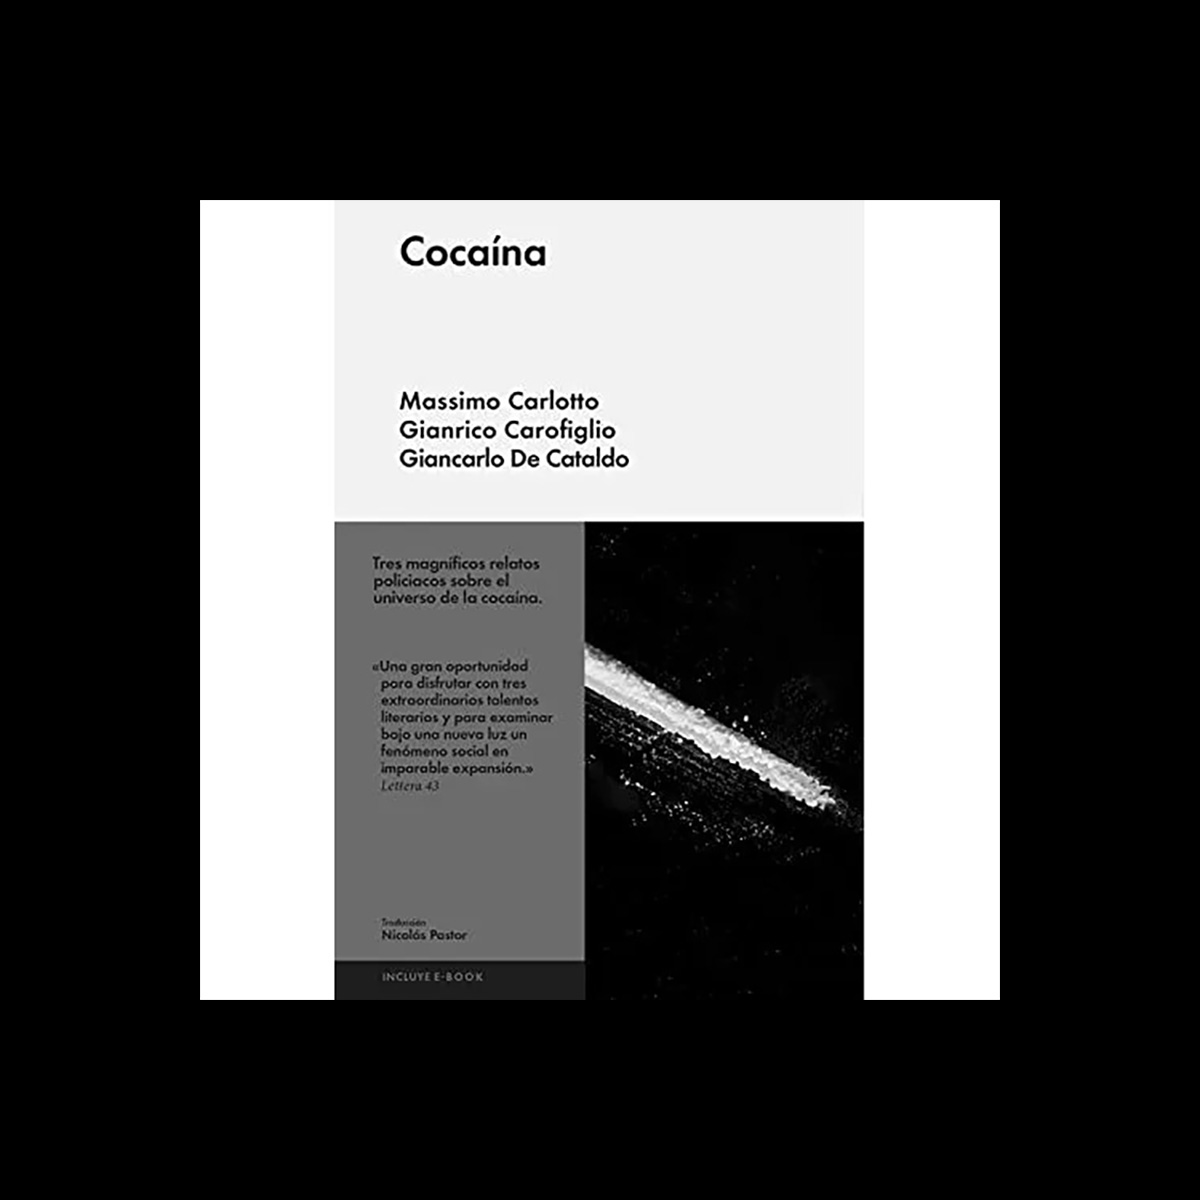 Cocaína
Massimo Carlotto
Gianrico Carofiglio
Giancarlo De Cataldo
Tres magníficos relatos
policiacos sobre el
universo de la cocaína.
«Una gran oportunidad
para disfrutar con tres
extraordinarios talentos
literarios y para examinar
bajo una nueva luz un
fenómeno social en
imparable expansión.»
Lettera 43
Traducción
Nicolás Pastor
INCLUYE E-BOOK